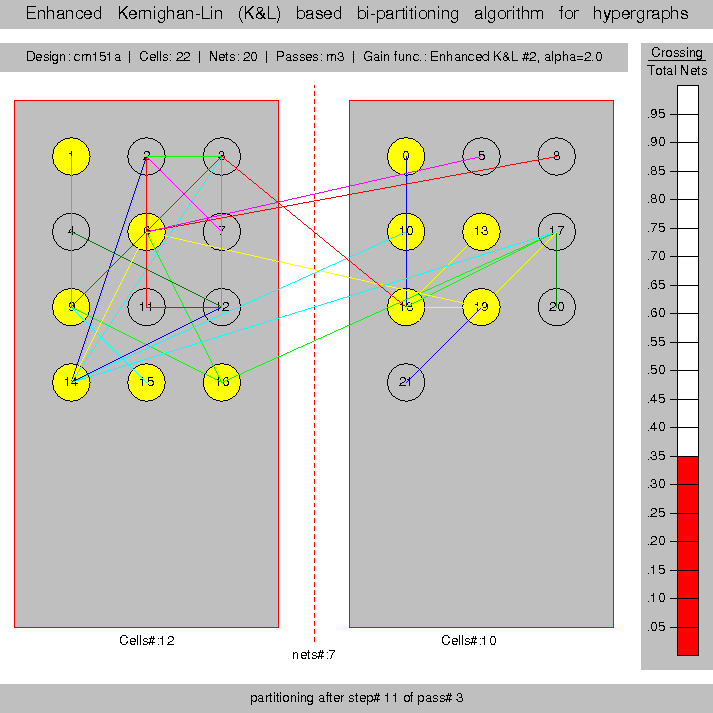 Enhanced Kernighan-Lin (K&L) based bi-partitioning algorithm for hypergraphs
Design: cm151a | Cells: 22 | Nets: 20 | Passes: m3 | Gain func.: Enhanced K&L #2, alpha=2.0
Crossing
Total Nets
1 2 3 0 5 8
4 6 7 10 13 17
9 11 12 18 19 20
14 15 16 21
.95
.90
.85
.80
.75
.70
.65
.60
.55
.50
.45
.40
.35
.30
.25
.20
.15
.10
.05
Cells#:12
Cells#:10
nets#:7
partitioning after step# 11 of pass# 3